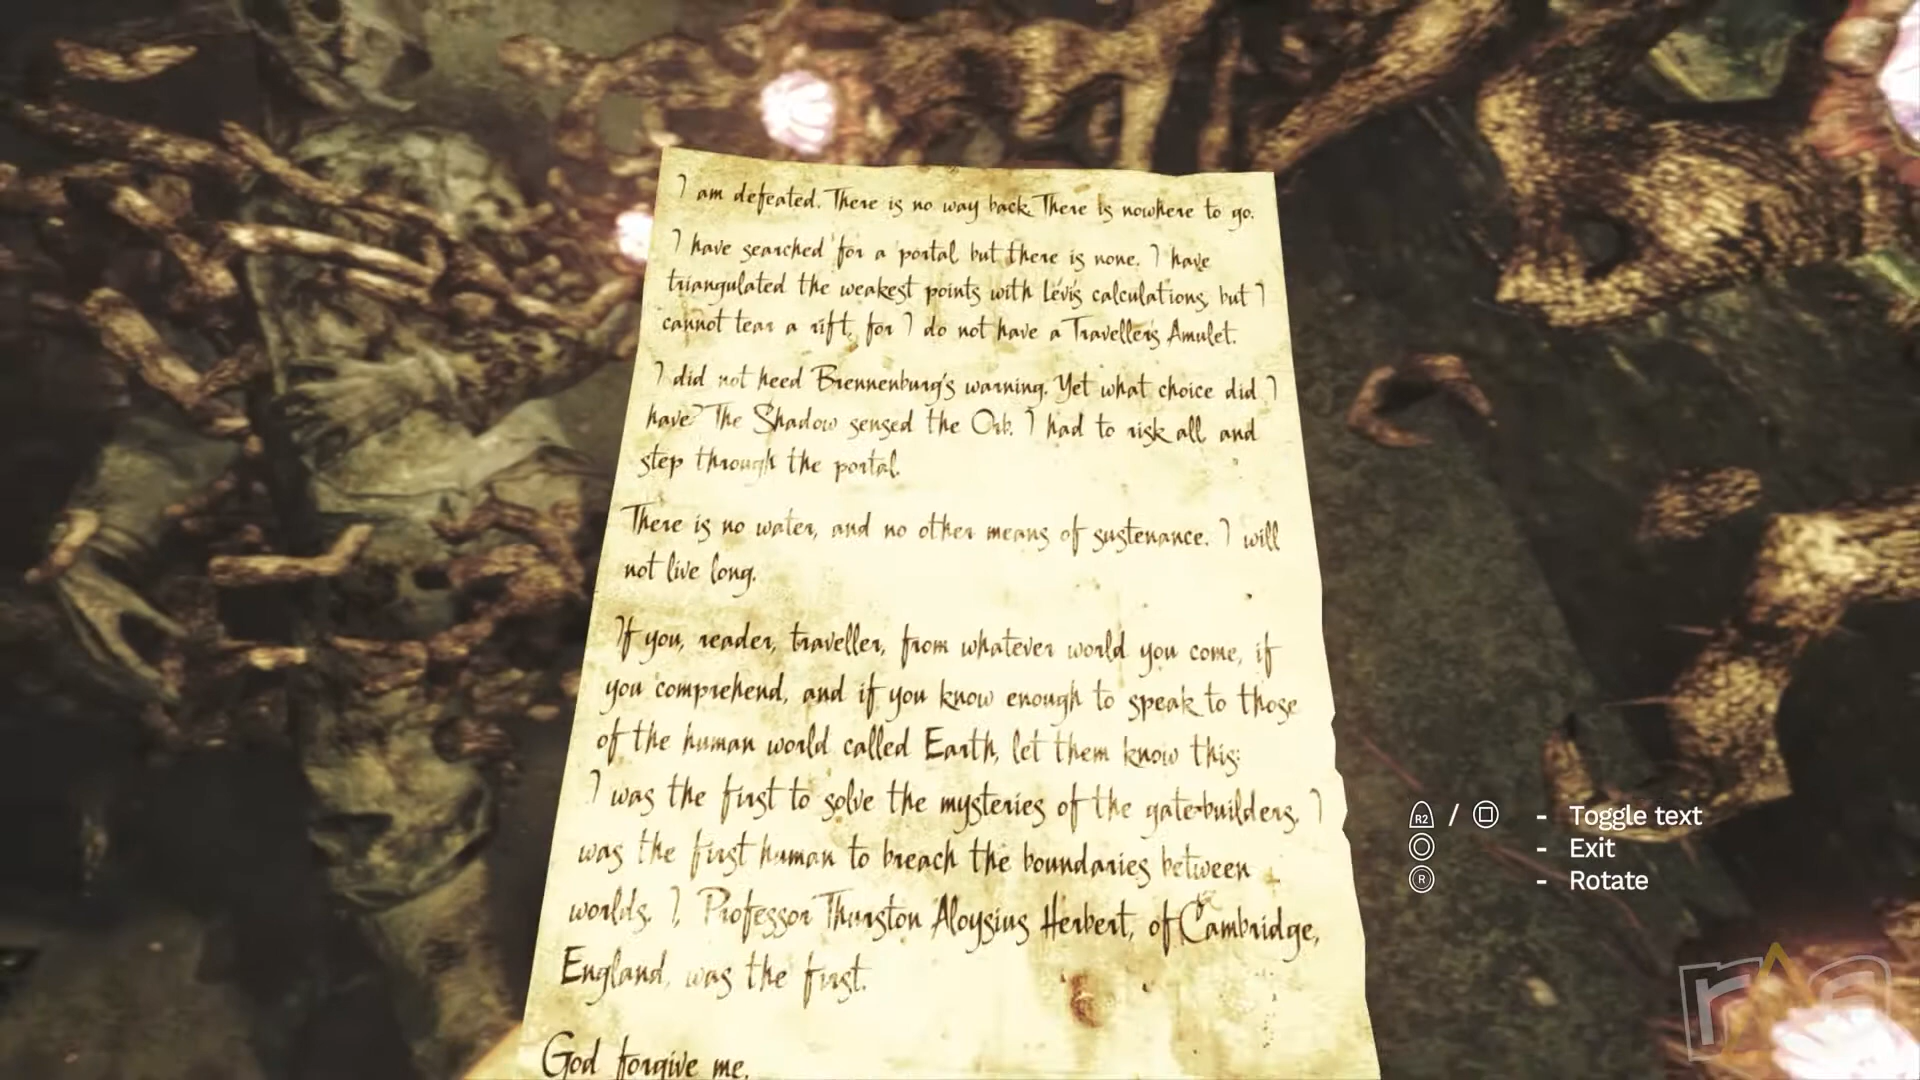 I am defeated. There is no way back. There is nowhere to go.
I have searched for a portal but there is none. I have
triangulated the weakest points with Lévi's calculations, but I
cannot tear a rift, for I do not have a Traveller's Amulet.
I did not heed Brennenburg's warning. Yet what choice did I
have? The Shadow sensed the Orb. I had to risk all, and
step through the portal.
There is no water, and no other means of sustenance. I will
not live long.
If you, reader, traveller, from whatever world you come, if
you comprehend, and if you know enough to speak to those
of the human world called Earth, let them know this:
I was the first to solve the mysteries of the gate-builders. I
was the first human to breach the boundaries between
worlds. I, Professor Thurston Aloysius Herbert, of Cambridge,
England, was the first.
God forgive me.
R2 / - Toggle text
- Exit
R - Rotate